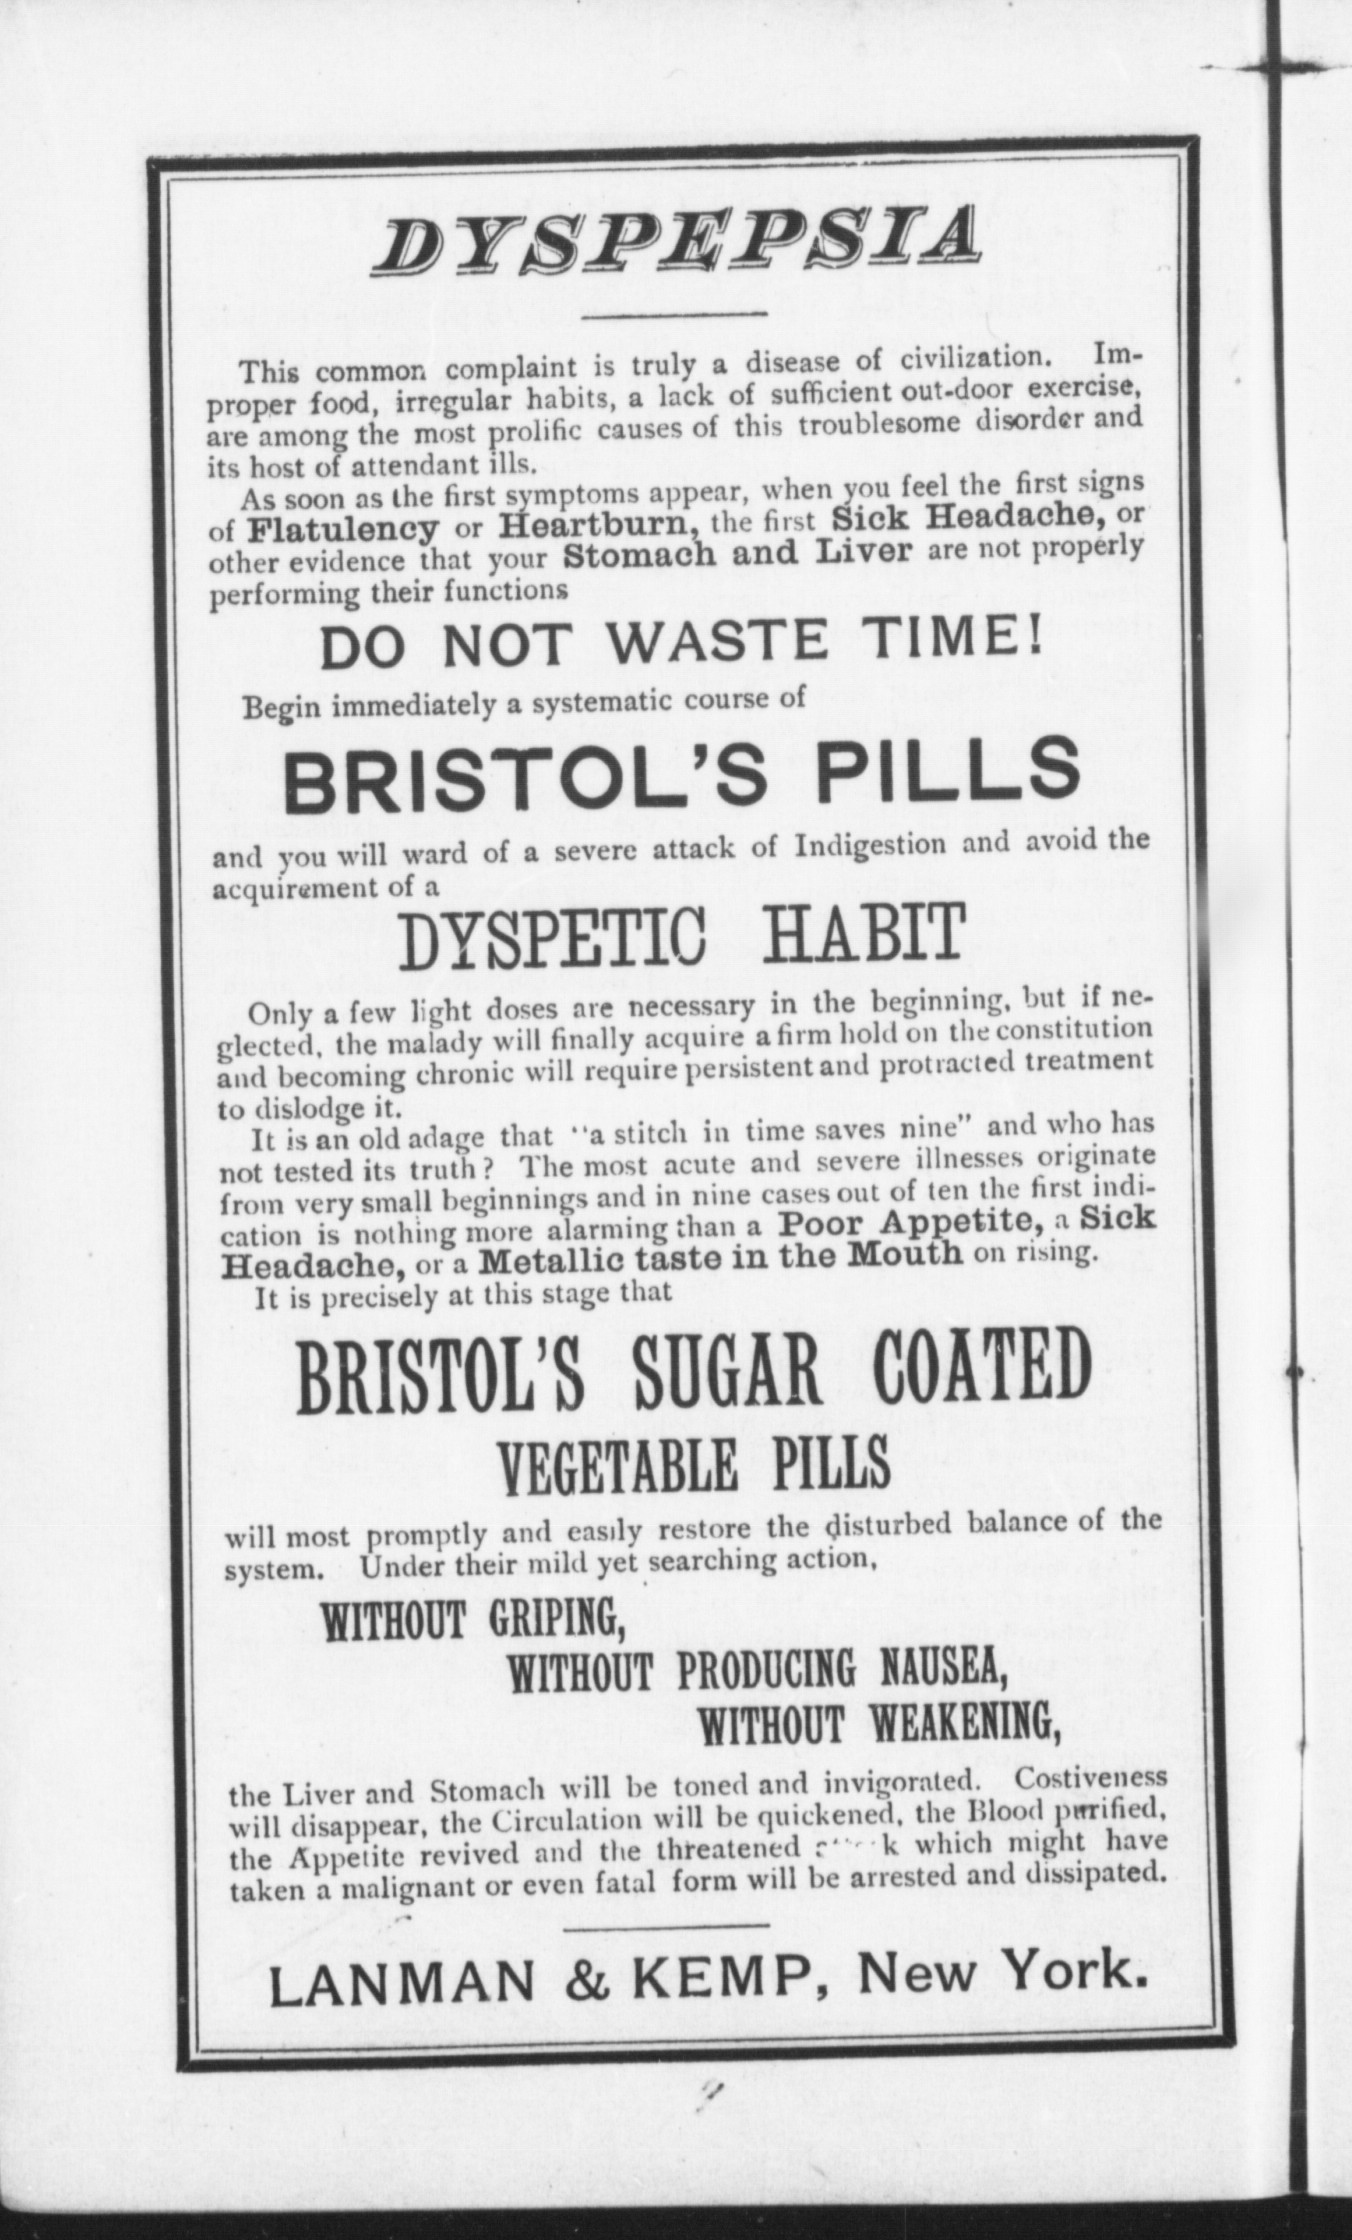 DYSPEPSIA
This common complaint is truly a disease of civilization. Im-
proper food, irregular habits, a lack of sufficient out-door exercise,
are among the most prolific causes of this troublesome disorder and
its host of attendant ills.
As soon as the first symptoms appear, when you feel the first signs
of Flatulency or Heartburn, the first Sick Headache, or
other evidence that your Stomach and Liver are not properly
performing their functions
DO NOT WASTE TIME!
Begin immediately a systematic course of
BRISTOL'S PILLS
and you will ward of a severe attack of Indigestion and avoid the
acquirement of a
DYSPETIC HABIT
Only a few light doses are necessary in the beginning, but if ne-
glected, the malady will finally acquire a firm hold on the constitution
and becoming chronic will require persistent and protracted treatment
to dislodge it.
It is an old adage that "a stitch in time saves nine" and who has
not tested its truth? The most acute and severe illnesses originate
from very small beginnings and in nine cases out of ten the first indi-
cation is nothing more alarming than a Poor Appetite, a Sick
Headache, or a Metallic taste in the Mouth on rising.
It is precisely at this stage that
BRISTOL'S SUGAR COATED
VEGETABLE PILLS
will most promptly and easily restore the disturbed balance of the
system. Under their mild yet searching action,
WITHOUT GRIPING,
WITHOUT PRODUCING NAUSEA,
WITHOUT WEAKENING,
the Liver and Stomach will be toned and invigorated. Costiveness
will disappear, the Circulation will be quickened, the Blood purified,
the Appetite revived and the threatened which might have
taken a malignant or even fatal form will be arrested and dissipated.
LANMAN & KEMP, New York.